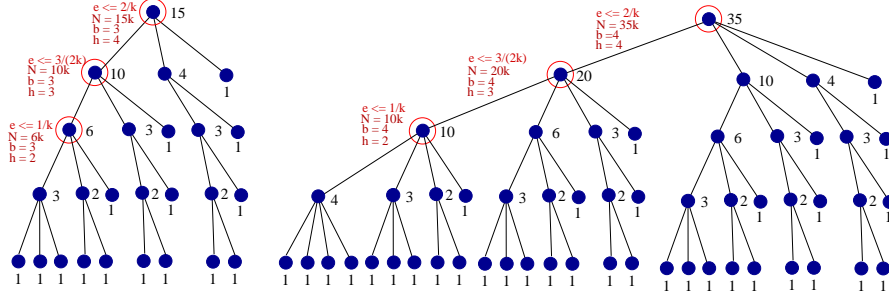 e <= 2/k
N = 15k
b = 3
h = 4
15
e <= 3/(2k)
N = 10k
b = 3
h = 3
10
4
1
e <= 1/k
N = 6k
b = 3
h = 2
6
3
1
3
1
3
2
1
2
1
2
1
1 1 1 1 1 1 1 1 1
e <= 2/k
N = 35k
b =4
h = 4
35
e <= 3/(2k)
N = 20k
b = 4
h = 3
20
10
4
1
e <= 1/k
N = 10k
b = 4
h = 2
10
6
3
1
6
3
1
3
1
4
3
2
1
3
2
1
2
1
3
2
1
2
1
2
1
1 1 1 1 1 1 1 1 1 1 1 1 1 1 1 1 1 1 1 1 1 1 1 1 1